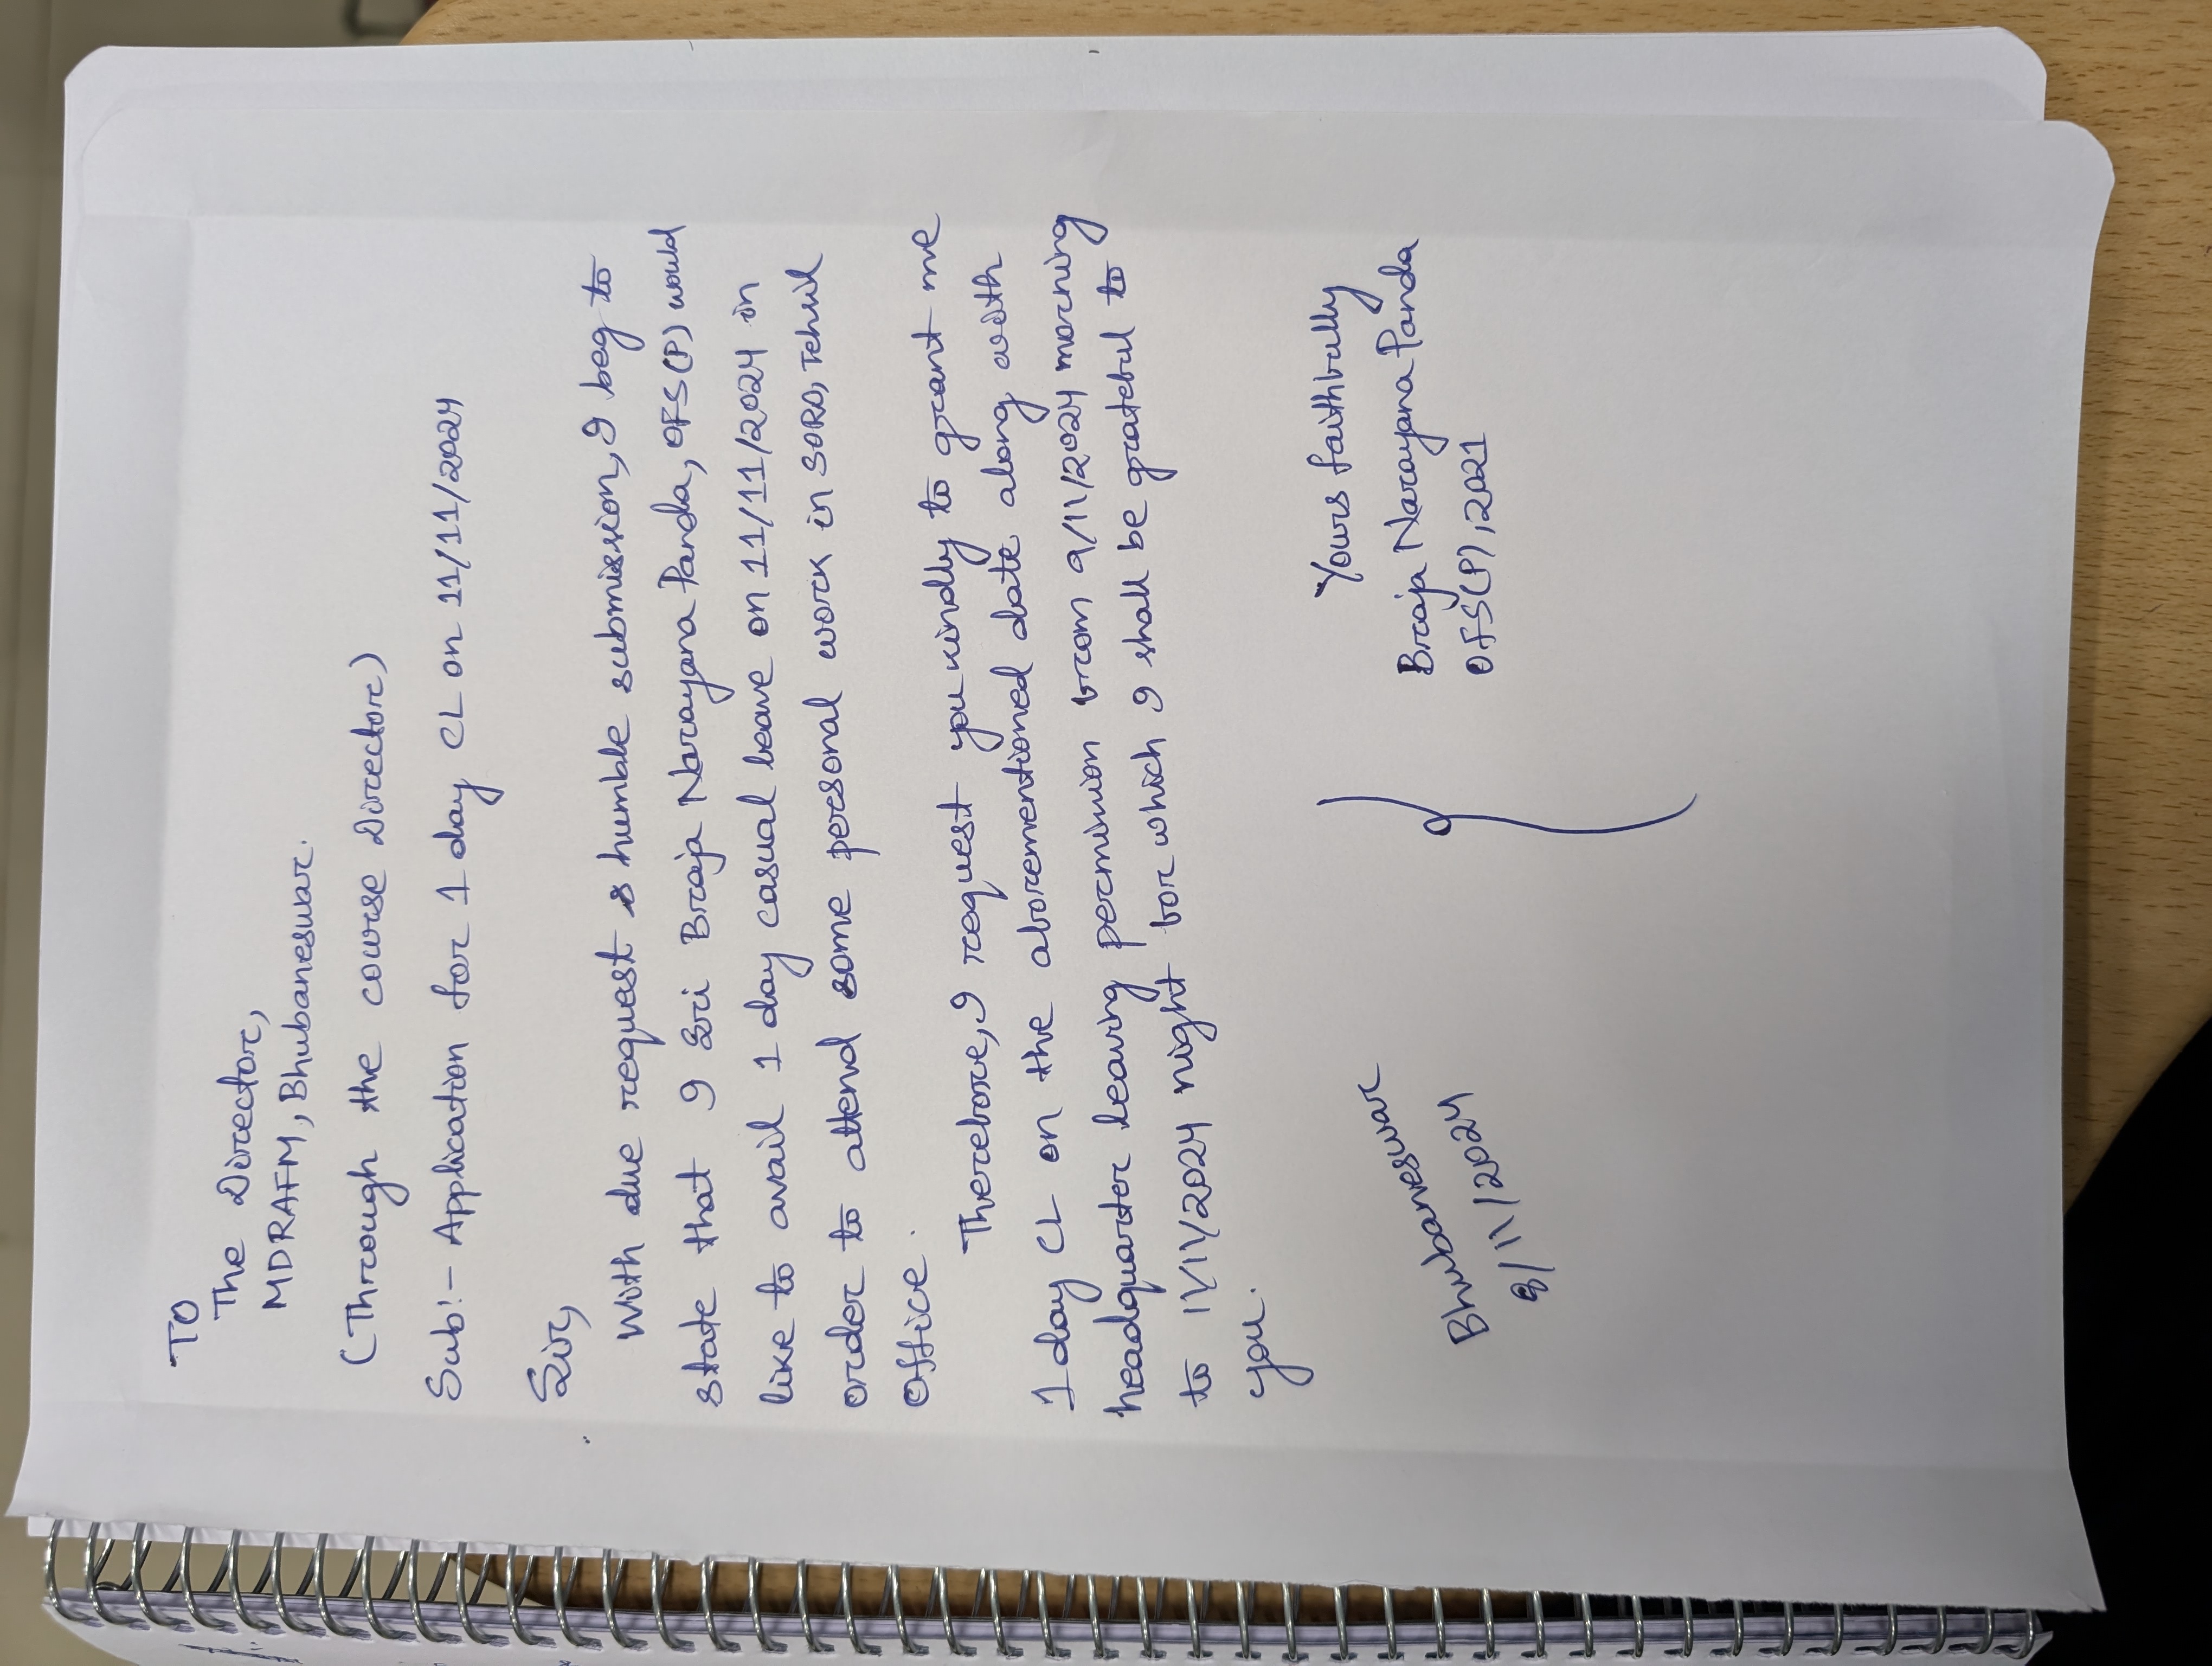 To
The Director,
MDRAFM, Bhubaneswar.
(Through the course Director)
Sub:- Application for 1 day CL on 11/11/2024
Sir,
With due request & humble submission, I beg to
state that I Sri Braja Narayana Panda, OFS(P) would
like to avail 1 day casual leave on 11/11/2024 in
order to attend some personal work in SORO, Tehsil
office.
Therefore, I request you kindly to grant me
1 day CL on the aforementioned date along with
headquarter leaving permission from 9/11/2024 morning
to 11/11/2024 night for which I shall be grateful to
you.
Yours faithfully
Braja Narayana Panda
OFS(P), 2021
Bhubaneswar
8/11/2024